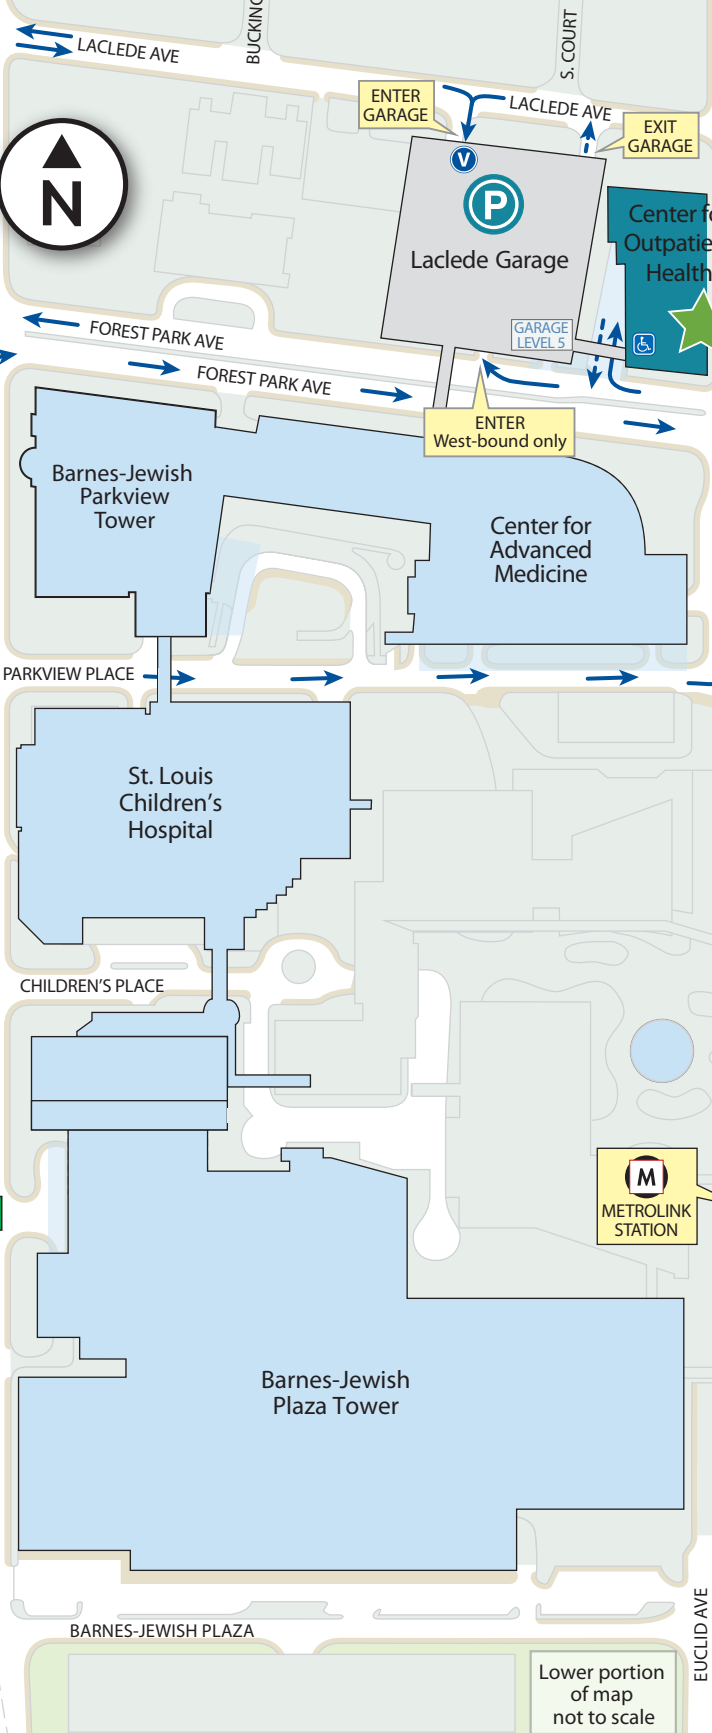 BUCKING
S. COURT
LACLEDE AVE
ENTER
GARAGE
LACLEDE AVE
EXIT
GARAGE
N
V
P
Laclede Garage
Center fo
Outpatie
Health
GARAGE
LEVEL 5
FOREST PARK AVE
FOREST PARK AVE
ENTER
West-bound only
Barnes-Jewish
Parkview
Tower
Center for
Advanced
Medicine
PARKVIEW PLACE
St. Louis
Children's
Hospital
CHILDREN'S PLACE
M
METROLINK
STATION
Barnes-Jewish
Plaza Tower
EUCLID AVE
BARNES-JEWISH PLAZA
Lower portion
of map
not to scale